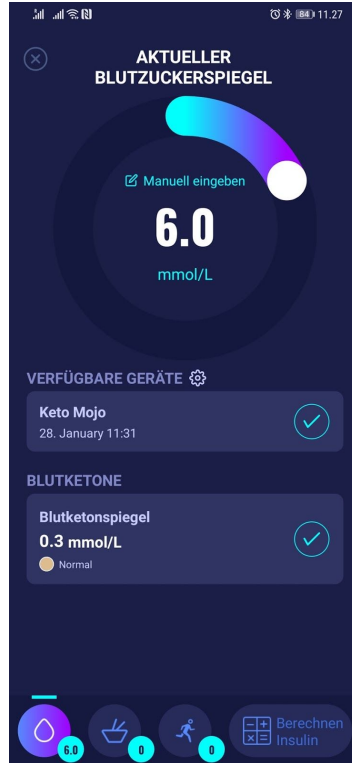 84 11.27
AKTUELLER
BLUTZUCKERSPIEGEL
Manuell eingeben
6.0
mmol/L
VERFÜGBARE GERÄTE
Keto Mojo
28. January 11:31
BLUTKETONE
Blutketonspiegel
0.3 mmol/L
Normal
6.0
0
0
Berechnen
Insulin